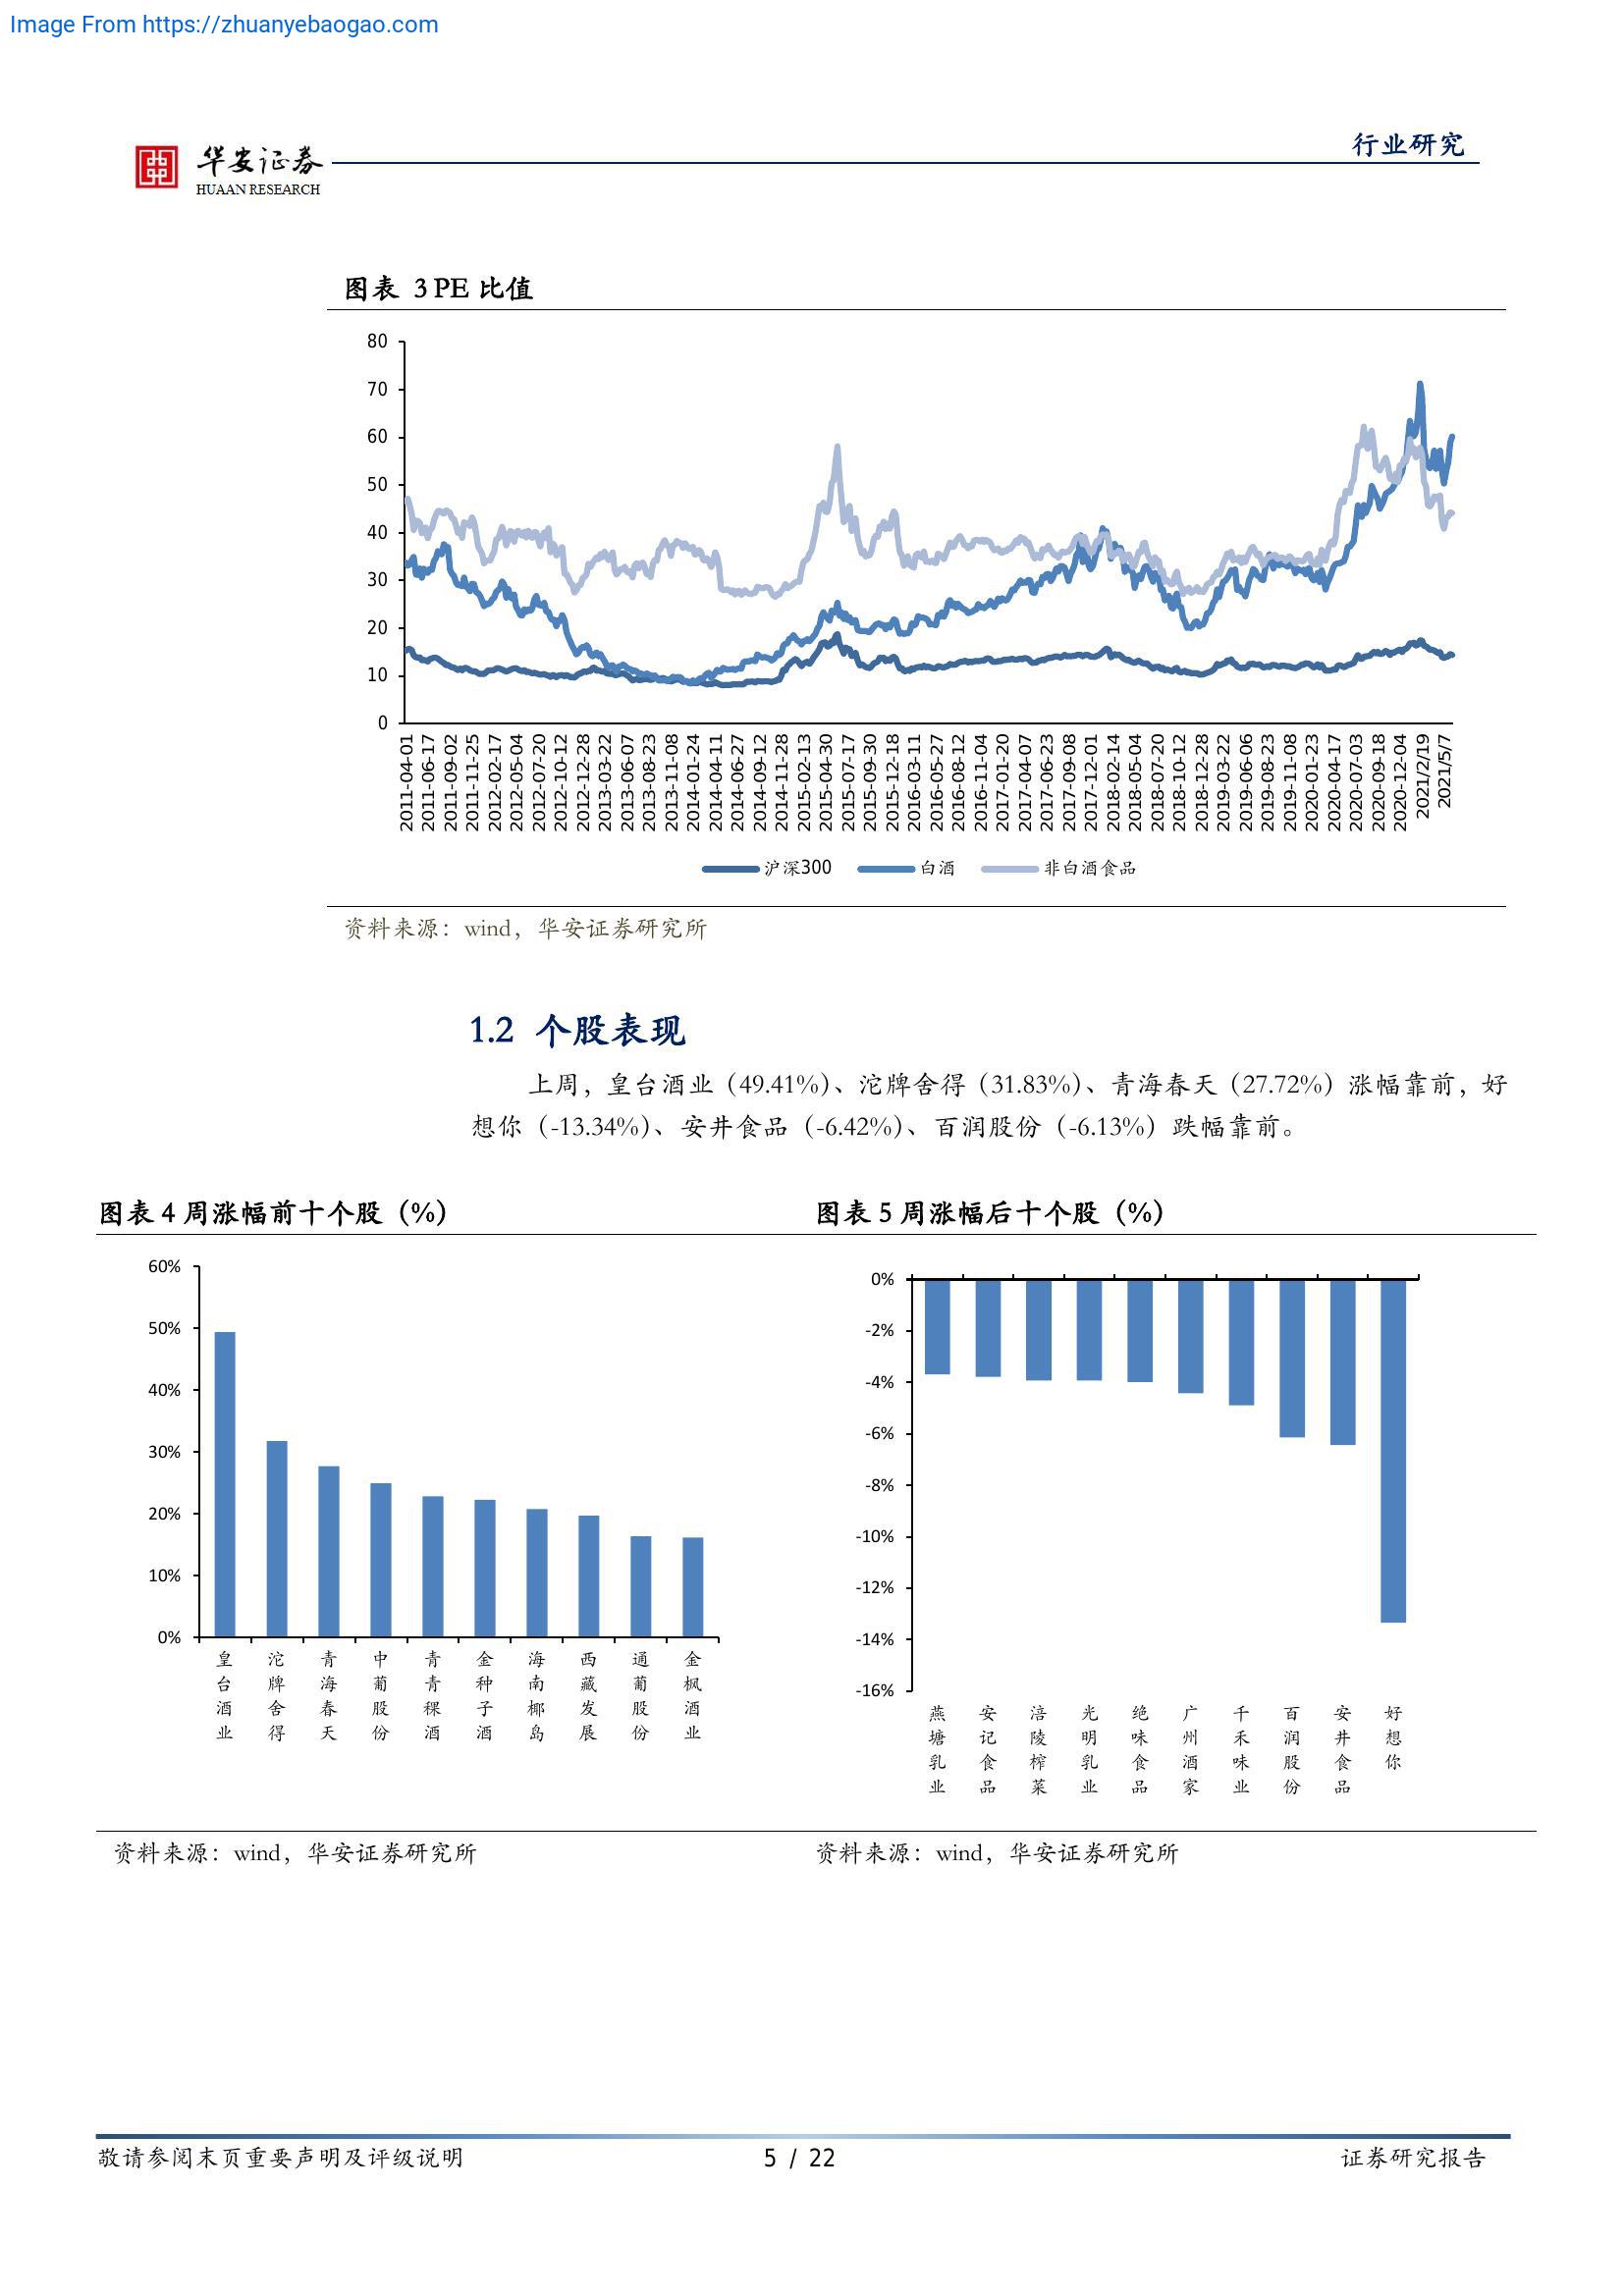 Image From https://zhuanyebaogao.com
华安证券
HUAAN RESEARCH
行业研究
图表 3 PE 比值
80
70
60
50
40
30
20
10
0
2011-04-01
2011-06-17
2011-09-02
2011-11-25
2012-02-17
2012-05-04
2012-07-20
2012-10-12
2012-12-28
2013-03-22
2013-06-07
2013-08-23
2013-11-08
2014-01-24
2014-04-11
2014-06-27
2014-09-12
2014-11-28
2015-02-13
2015-04-30
2015-07-17
2015-09-30
2015-12-18
2016-03-11
2016-05-27
2016-08-12
2016-11-04
2017-01-20
2017-04-07
2017-06-23
2017-09-08
2017-12-01
2018-02-14
2018-05-04
2018-07-20
2018-10-12
2018-12-28
2019-03-22
2019-06-06
2019-08-23
2019-11-08
2020-01-23
2020-04-17
2020-07-03
2020-09-18
2020-12-04
2021/2/19
2021/5/7
沪深300 白酒 非白酒食品
资料来源：wind，华安证券研究所
1.2 个股表现
上周，皇台酒业（49.41%）、沱牌舍得（31.83%）、青海春天（27.72%）涨幅靠前，好
想你（-13.34%）、安井食品（-6.42%）、百润股份（-6.13%）跌幅靠前。
图表 4 周涨幅前十个股（%）
60%
50%
40%
30%
20%
10%
0%
皇台酒业
沱牌舍得
青海春天
中葡股份
青青稞酒
金种子酒
海南椰岛
西藏发展
通葡股份
金枫酒业
资料来源：wind，华安证券研究所
图表 5 周涨幅后十个股（%）
0%
-2%
-4%
-6%
-8%
-10%
-12%
-14%
-16%
燕塘乳业
安记食品
涪陵榨菜
光明乳业
绝味食品
广州酒家
千禾味业
百润股份
安井食品
好想你
资料来源：wind，华安证券研究所
敬请参阅末页重要声明及评级说明
5 / 22
证券研究报告